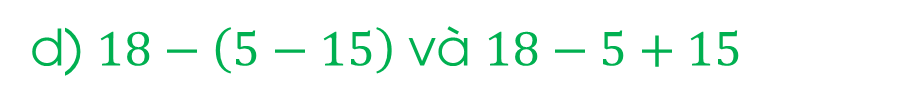 d) 18 − (5 − 15) và 18 − 5 + 15